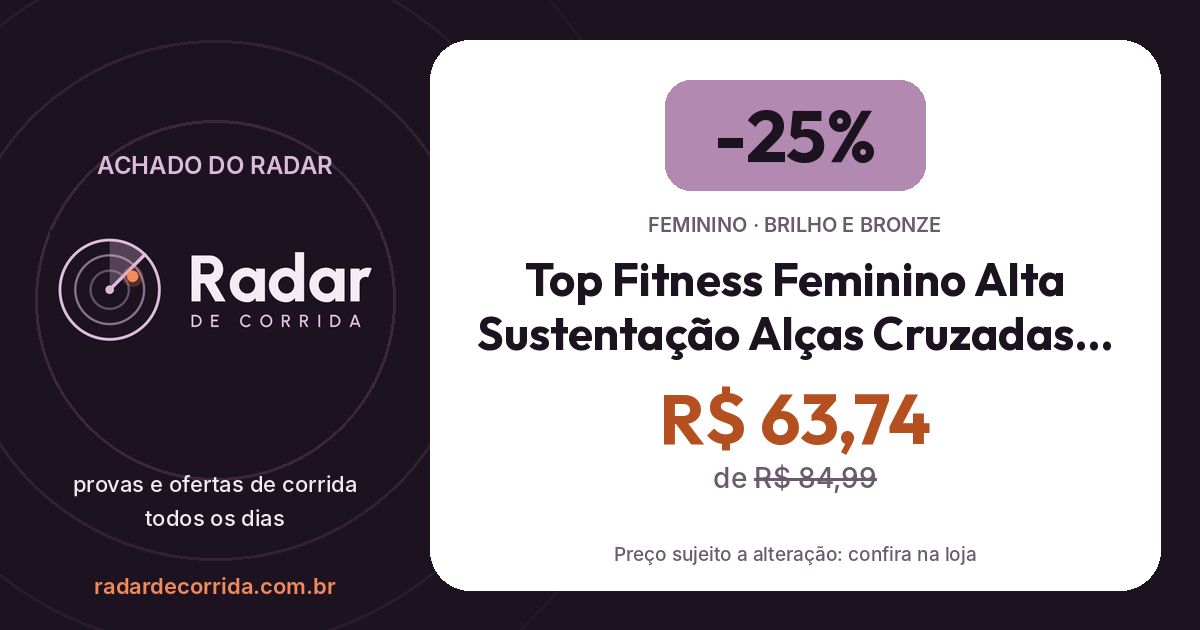 ACHADO DO RADAR
Radar
DE CORRIDA
provas e ofertas de corrida
todos os dias
radardecorrida.com.br
-25%
FEMININO · BRILHO E BRONZE
Top Fitness Feminino Alta
Sustentação Alças Cruzadas...
R$ 63,74
de R$ 84,99
Preço sujeito a alteração: confira na loja